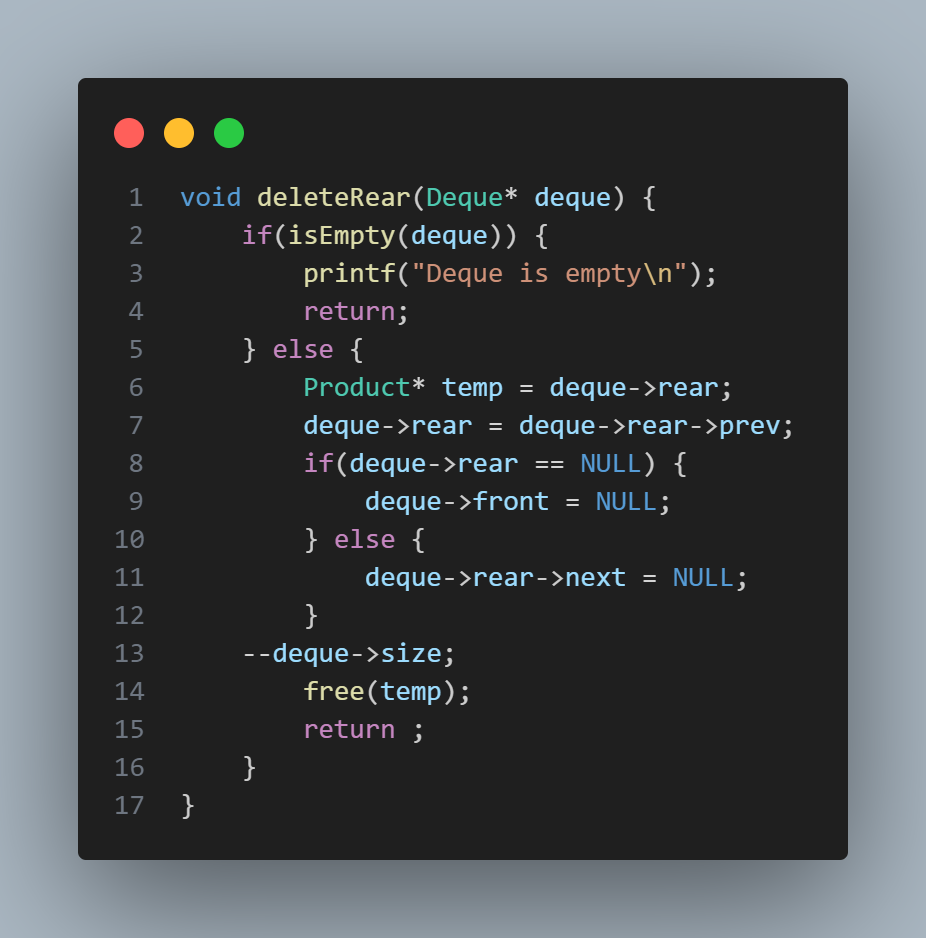 1 void deleteRear(Deque* deque) {
2     if(isEmpty(deque)) {
3         printf("Deque is empty\n");
4         return;
5     } else {
6         Product* temp = deque->rear;
7         deque->rear = deque->rear->prev;
8         if(deque->rear == NULL) {
9             deque->front = NULL;
10         } else {
11             deque->rear->next = NULL;
12         }
13     --deque->size;
14         free(temp);
15         return ;
16     }
17 }